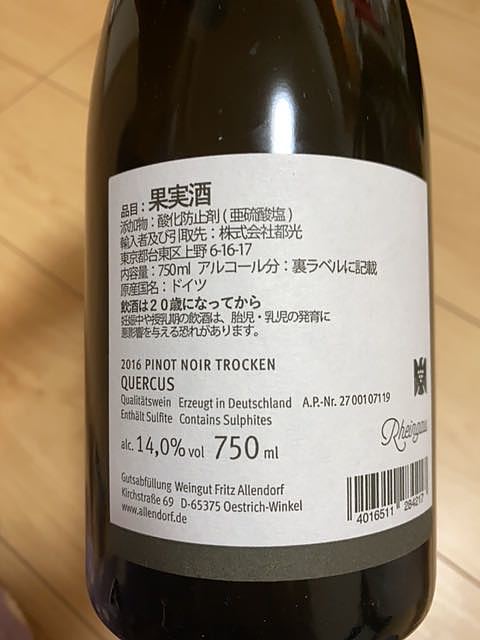 品目：果実酒
添加物：酸化防止剤（亜硫酸塩）
輸入者及び引取先：株式会社都光
東京都台東区上野6-16-17
内容量：750ml アルコール分：裏ラベルに記載
原産国名：ドイツ
飲酒は２０歳になってから
妊娠中や授乳期の飲酒は、胎児・乳児の発育に
悪影響を与える恐れがあります。
2016 PINOT NOIR TROCKEN
QUERCUS
Qualitätswein Erzeugt in Deutschland A.P.-Nr. 27 001 071 19
Enthält Sulfite Contains Sulphites
alc. 14,0% vol 750 ml
Rheingau
Gutsabfüllung Weingut Fritz Allendorf
Kirchstraße 69 D-65375 Oestrich-Winkel
www.allendorf.de
4016511 284217